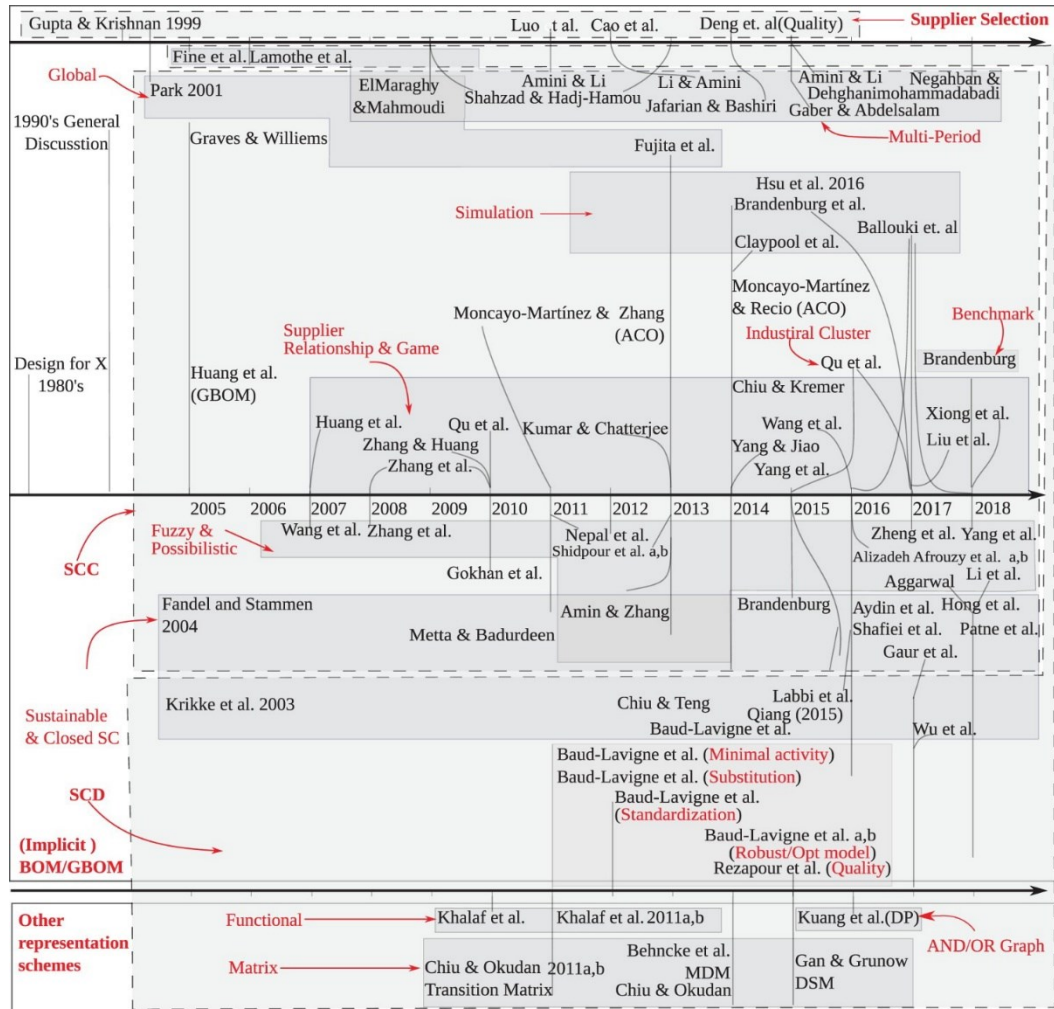 Gupta & Krishnan 1999
Luo t al.
Cao et al.
Deng et. al(Quality)
Supplier Selection
Fine et al.
Lamothe et al.
Global
Park 2001
ElMaraghy
&Mahmoudi
Amini & Li
Shahzad & Hadj-Hamou
Li & Amini
Jafarian & Bashiri
Amini & Li
Dehghanimohammadabadi
Negahban &
Gaber & Abdelsalam
1990's General
Discusstion
Graves & Williems
Fujita et al.
Multi-Period
Simulation
Hsu et al. 2016
Brandenburg et al.
Ballouki et. al
Claypool et al.
Moncayo-Martínez & Zhang
(ACO)
Moncayo-Martínez
& Recio (ACO)
Supplier
Relationship & Game
Industiral Cluster
Benchmark
Design for X
1980's
Huang et al.
(GBOM)
Qu et al.
Brandenburg
Chiu & Kremer
Huang et al.
Qu et al.
Kumar & Chatterjee
Wang et al.
Xiong et al.
Zhang & Huang
Yang & Jiao
Liu et al.
Zhang et al.
Yang et al.
2005 2006 2007 2008 2009 2010 2011 2012 2013 2014 2015 2016 2017 2018
SCC
Fuzzy &
Possibilistic
Wang et al.
Zhang et al.
Nepal et al.
Shidpour et al. a,b
Zheng et al.
Yang et al.
Alizadeh Afrouzy et al. a,b
Gokhan et al.
Aggarwal
Li et al.
Fandel and Stammen
2004
Amin & Zhang
Brandenburg
Aydin et al.
Hong et al.
Metta & Badurdeen
Shafiei et al.
Patne et al.
Gaur et al.
Sustainable
& Closed SC
Krikke et al. 2003
Chiu & Teng
Labbi et al.
Qiang (2015)
Baud-Lavigne et al.
Wu et al.
SCD
Baud-Lavigne et al. (Minimal activity)
Baud-Lavigne et al. (Substitution)
Baud-Lavigne et al.
(Standardization)
Baud-Lavigne et al. a,b
(Robust/Opt model)
Rezapour et al. (Quality)
(Implicit )
BOM/GBOM
Other
representation
schemes
Functional
Khalaf et al.
Khalaf et al. 2011a,b
Kuang et al.(DP)
AND/OR Graph
Matrix
Chiu & Okudan 2011a,b
Transition Matrix
Behncke et al.
MDM
Chiu & Okudan
Gan & Grunow
DSM